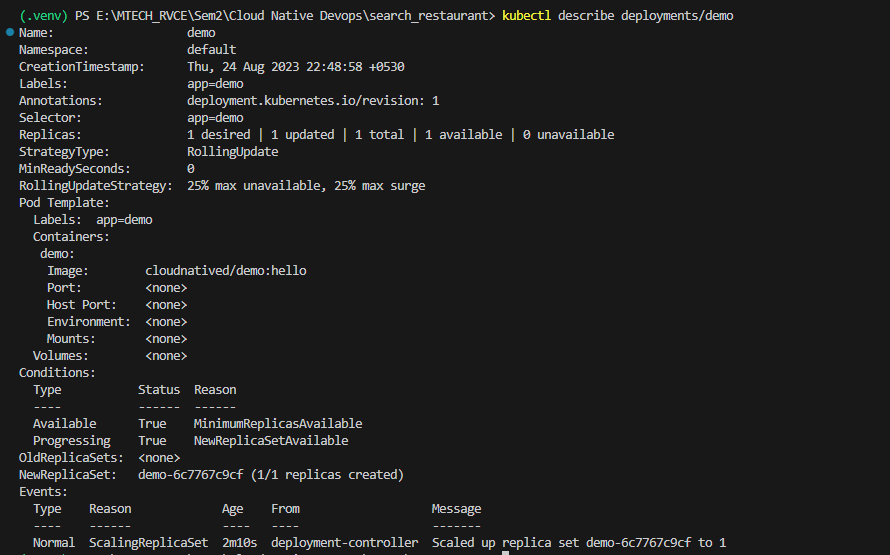 (.venv) PS E:\MTECH_RVCE\Sem2\Cloud Native Devops\search_restaurant> kubectl describe deployments/demo
Name:                   demo
Namespace:              default
CreationTimestamp:      Thu, 24 Aug 2023 22:48:58 +0530
Labels:                 app=demo
Annotations:            deployment.kubernetes.io/revision: 1
Selector:               app=demo
Replicas:               1 desired | 1 updated | 1 total | 1 available | 0 unavailable
StrategyType:           RollingUpdate
MinReadySeconds:        0
RollingUpdateStrategy:  25% max unavailable, 25% max surge
Pod Template:
  Labels:  app=demo
  Containers:
   demo:
    Image:        cloudnatived/demo:hello
    Port:         <none>
    Host Port:    <none>
    Environment:  <none>
    Mounts:       <none>
  Volumes:        <none>
Conditions:
  Type           Status  Reason
  ----           ------  ------
  Available      True    MinimumReplicasAvailable
  Progressing    True    NewReplicaSetAvailable
OldReplicaSets:  <none>
NewReplicaSet:   demo-6c7767c9cf (1/1 replicas created)
Events:
  Type    Reason             Age    From                   Message
  ----    ------             ----   ----                   -------
  Normal  ScalingReplicaSet  2m10s  deployment-controller  Scaled up replica set demo-6c7767c9cf to 1